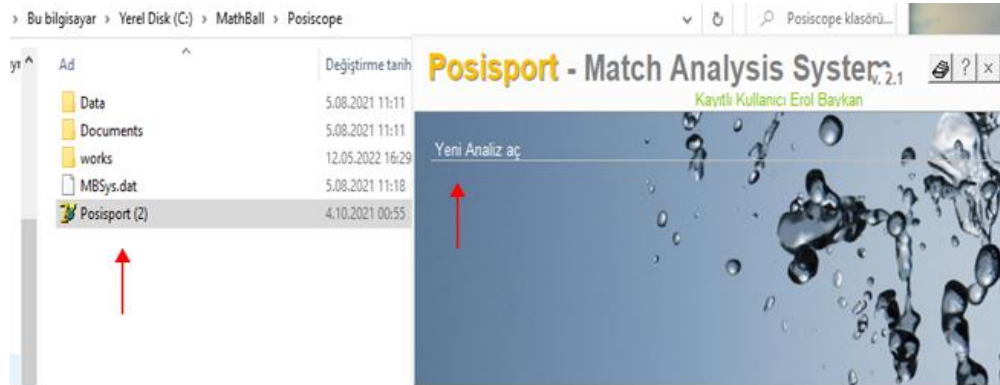 › Bu bilgisayar › Yerel Disk (C:) › MathBall › Posiscope
Posiscope klasörü...
Ad
Değiştirme tarih
Data 5.08.2021 11:11
Documents 5.08.2021 11:11
works 12.05.2022 16:29
MBSys.dat 5.08.2021 11:18
Posisport (2) 4.10.2021 00:55
Posisport - Match Analysis System v. 2.1
?
×
Kayıtlı Kullanıcı Erol Baykan
Yeni Analiz aç